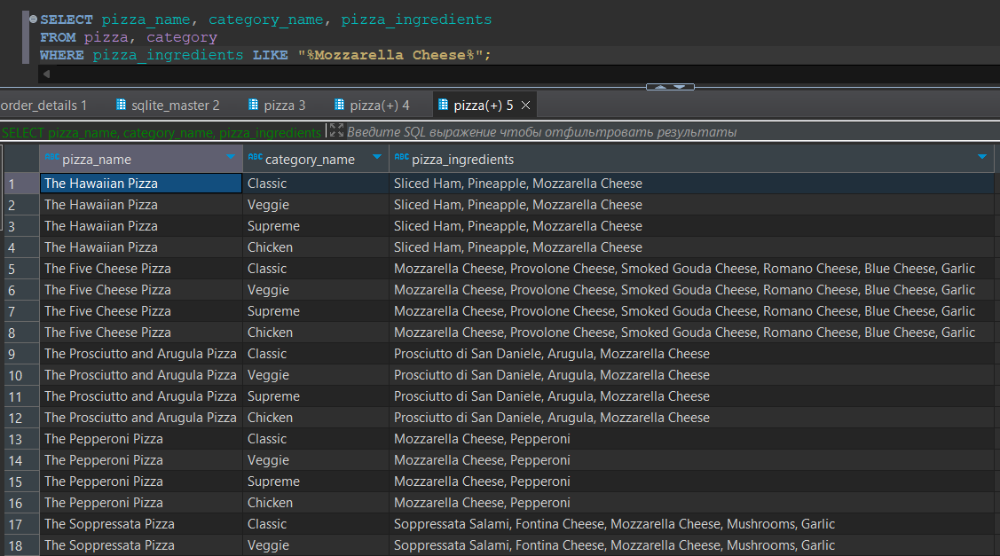 SELECT pizza_name, category_name, pizza_ingredients
FROM pizza, category
WHERE pizza_ingredients LIKE "%Mozzarella Cheese%";
order_details 1 sqlite_master 2 pizza 3 pizza(+) 4 pizza(+) 5
SELECT pizza_name, category_name, pizza_ingredients Введите SQL выражение чтобы отфильтровать результаты
ABC pizza_name ABC category_name ABC pizza_ingredients
1 The Hawaiian Pizza Classic Sliced Ham, Pineapple, Mozzarella Cheese
2 The Hawaiian Pizza Veggie Sliced Ham, Pineapple, Mozzarella Cheese
3 The Hawaiian Pizza Supreme Sliced Ham, Pineapple, Mozzarella Cheese
4 The Hawaiian Pizza Chicken Sliced Ham, Pineapple, Mozzarella Cheese
5 The Five Cheese Pizza Classic Mozzarella Cheese, Provolone Cheese, Smoked Gouda Cheese, Romano Cheese, Blue Cheese, Garlic
6 The Five Cheese Pizza Veggie Mozzarella Cheese, Provolone Cheese, Smoked Gouda Cheese, Romano Cheese, Blue Cheese, Garlic
7 The Five Cheese Pizza Supreme Mozzarella Cheese, Provolone Cheese, Smoked Gouda Cheese, Romano Cheese, Blue Cheese, Garlic
8 The Five Cheese Pizza Chicken Mozzarella Cheese, Provolone Cheese, Smoked Gouda Cheese, Romano Cheese, Blue Cheese, Garlic
9 The Prosciutto and Arugula Pizza Classic Prosciutto di San Daniele, Arugula, Mozzarella Cheese
10 The Prosciutto and Arugula Pizza Veggie Prosciutto di San Daniele, Arugula, Mozzarella Cheese
11 The Prosciutto and Arugula Pizza Supreme Prosciutto di San Daniele, Arugula, Mozzarella Cheese
12 The Prosciutto and Arugula Pizza Chicken Prosciutto di San Daniele, Arugula, Mozzarella Cheese
13 The Pepperoni Pizza Classic Mozzarella Cheese, Pepperoni
14 The Pepperoni Pizza Veggie Mozzarella Cheese, Pepperoni
15 The Pepperoni Pizza Supreme Mozzarella Cheese, Pepperoni
16 The Pepperoni Pizza Chicken Mozzarella Cheese, Pepperoni
17 The Soppressata Pizza Classic Soppressata Salami, Fontina Cheese, Mozzarella Cheese, Mushrooms, Garlic
18 The Soppressata Pizza Veggie Soppressata Salami, Fontina Cheese, Mozzarella Cheese, Mushrooms, Garlic